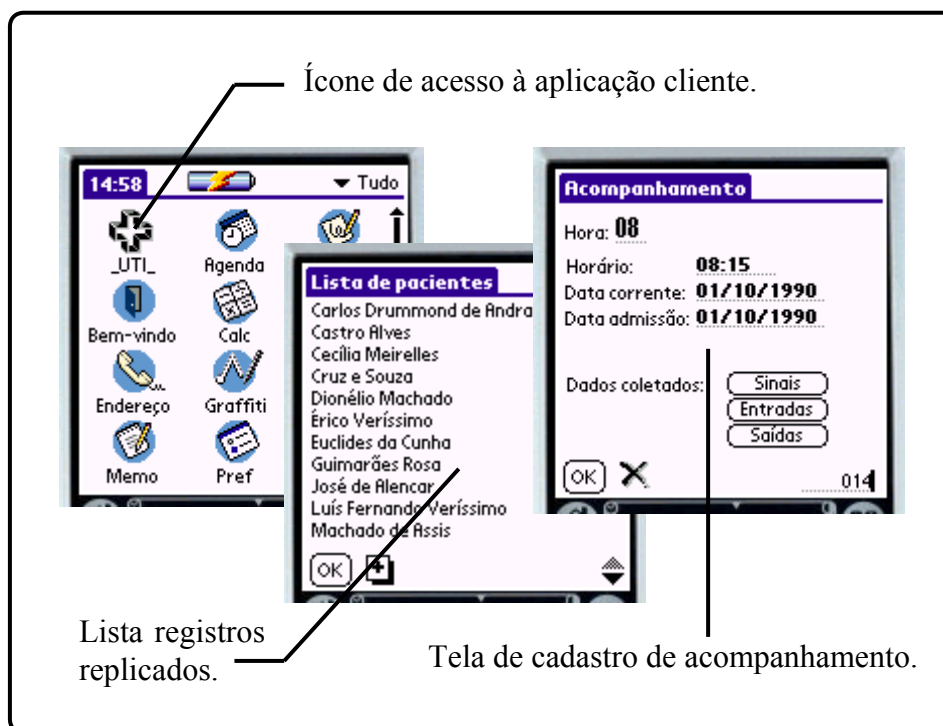 Ícone de acesso à aplicação cliente.
14:58
Tudo
_UTI_
Agenda
Bem-vindo
Calc
Endereço
Graffiti
Memo
Pref
Lista de pacientes
Carlos Drummond de Andra
Castro Alves
Cecília Meirelles
Cruz e Souza
Dionélio Machado
Érico Veríssimo
Euclides da Cunha
Guimarães Rosa
José de Alencar
Luís Fernando Veríssimo
Machado de Assis
OK
Acompanhamento
Hora: 08
Horário: 08:15
Data corrente: 01/10/1990
Data admissão: 01/10/1990
Dados coletados: Sinais
Entradas
Saídas
OK
014
Lista registros
replicados.
Tela de cadastro de acompanhamento.